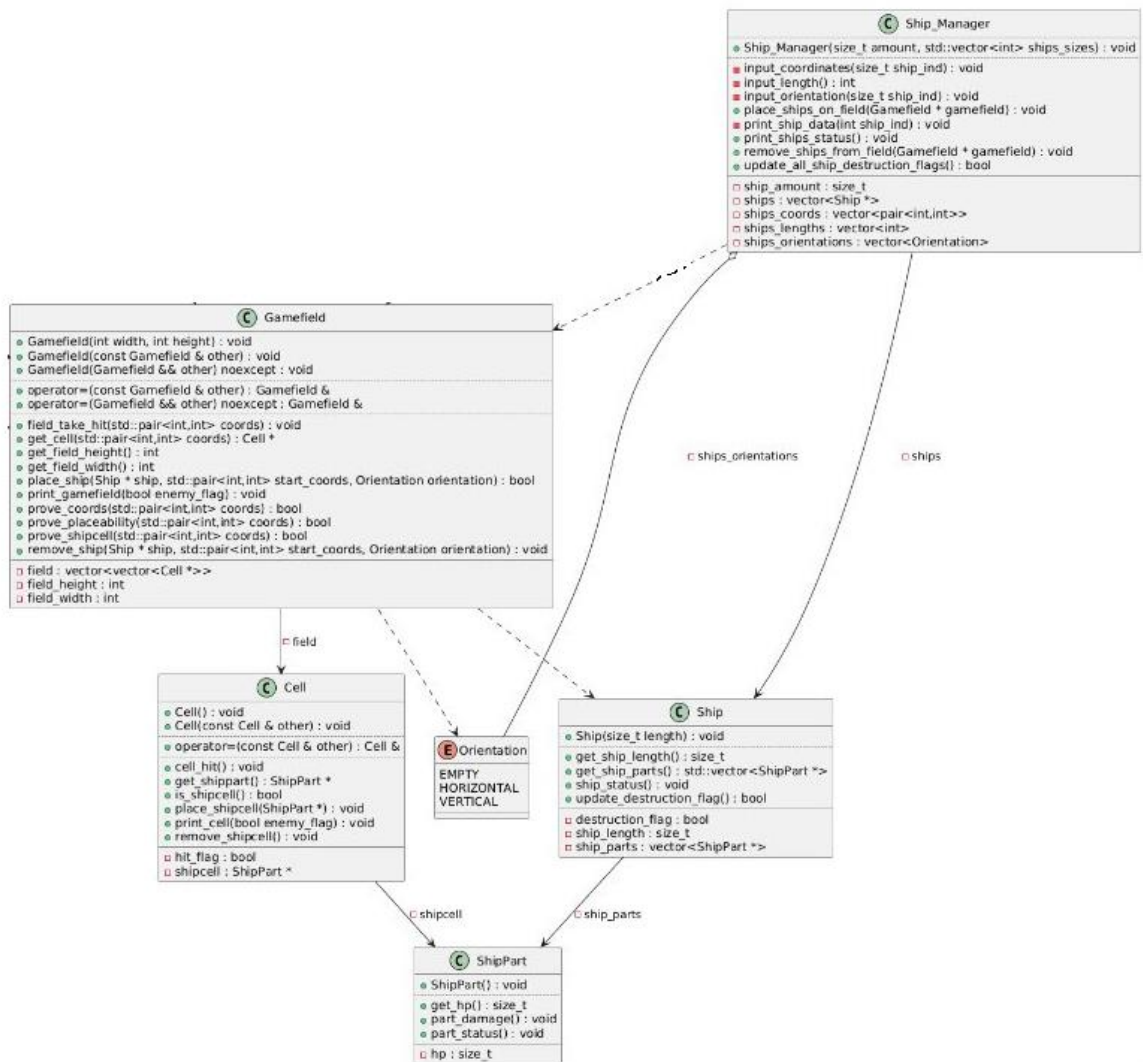 C Ship_Manager
Ship_Manager(size_t amount, std::vector<int> ships_sizes) : void
input_coordinates(size_t ship_ind) : void
input_length() : int
input_orientation(size_t ship_ind) : void
place_ships_on_field(Gamefield * gamefield) : void
print_ship_data(int ship_ind) : void
print_ships_status() : void
remove_ships_from_field(Gamefield * gamefield) : void
update_all_ship_destruction_flags() : bool
ship_amount : size_t
ships : vector<Ship *>
ships_coords : vector<pair<int,int>>
ships_lengths : vector<int>
ships_orientations : vector<Orientation>
C Gamefield
Gamefield(int width, int height) : void
Gamefield(const Gamefield & other) : void
Gamefield(Gamefield && other) noexcept : void
operator=(const Gamefield & other) : Gamefield &
operator=(Gamefield && other) noexcept : Gamefield &
field_take_hit(std::pair<int,int> coords) : void
get_cell(std::pair<int,int> coords) : Cell *
get_field_height() : int
get_field_width() : int
place_ship(Ship * ship, std::pair<int,int> start_coords, Orientation orientation) : bool
print_gamefield(bool enemy_flag) : void
prove_coords(std::pair<int,int> coords) : bool
prove_placeability(std::pair<int,int> coords) : bool
prove_shipcell(std::pair<int,int> coords) : bool
remove_ship(Ship * ship, std::pair<int,int> start_coords, Orientation orientation) : void
field : vector<vector<Cell *>>
field_height : int
field_width : int
ships_orientations
ships
field
C Cell
Cell() : void
Cell(const Cell & other) : void
operator=(const Cell & other) : Cell &
cell_hit() : void
get_shippart() : ShipPart *
is_shipcell() : bool
place_shipcell(ShipPart *) : void
print_cell(bool enemy_flag) : void
remove_shipcell() : void
hit_flag : bool
shipcell : ShipPart *
E Orientation
EMPTY
HORIZONTAL
VERTICAL
C Ship
Ship(size_t length) : void
get_ship_length() : size_t
get_ship_parts() : std::vector<ShipPart *>
ship_status() : void
update_destruction_flag() : bool
destruction_flag : bool
ship_length : size_t
ship_parts : vector<ShipPart *>
shipcell
ship_parts
C ShipPart
ShipPart() : void
get_hp() : size_t
part_damage() : void
part_status() : void
hp : size_t